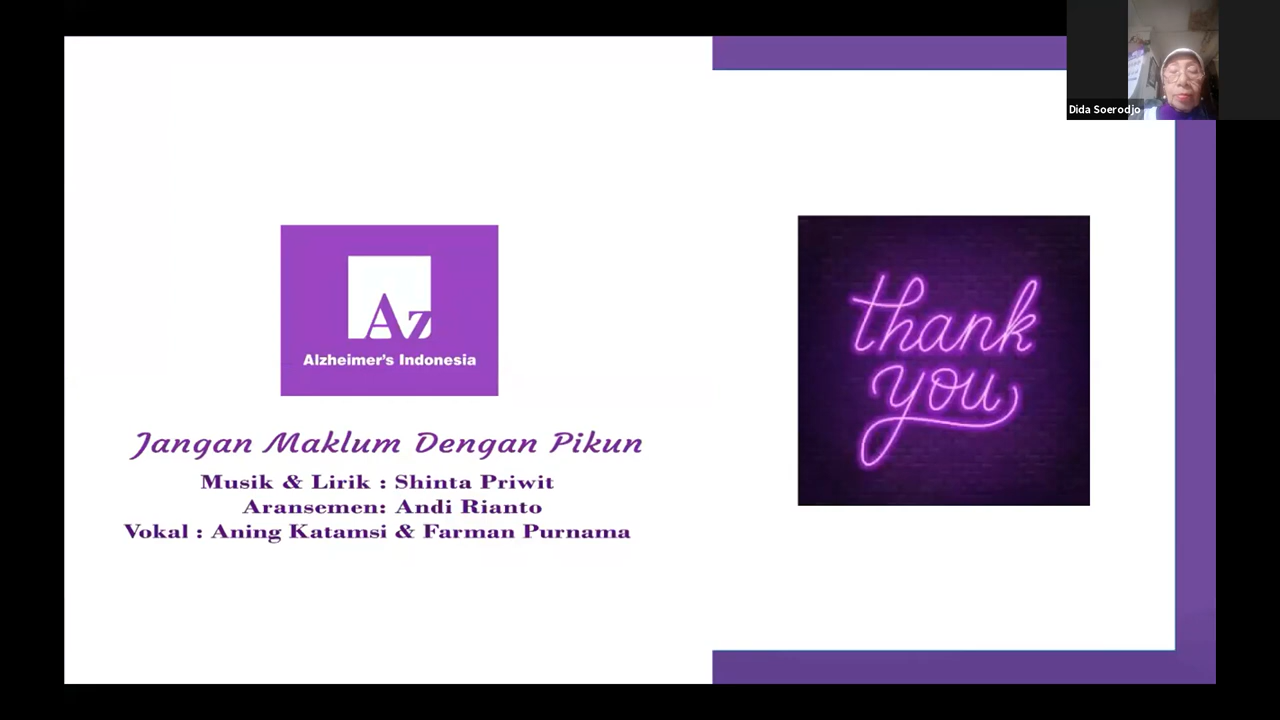 Dida Soerodjo
Az
Alzheimer's Indonesia
Jangan Maklum Dengan Pikun
Musik & Lirik : Shinta Priwit
Aransemen: Andi Rianto
Vokal : Aning Katamsi & Farman Purnama
thank
you